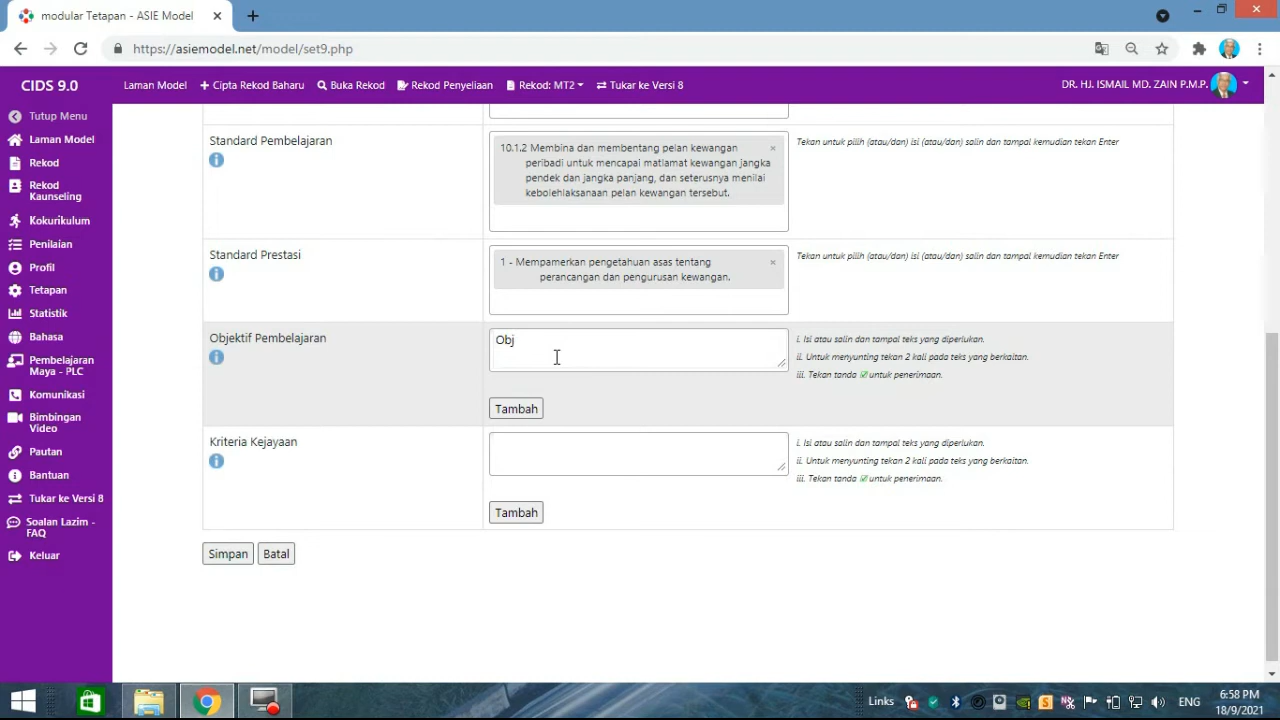 modular Tetapan - ASIE Model
https://asiemodel.net/model/set9.php
CIDS 9.0
Laman Model
Cipta Rekod Baharu
Buka Rekod
Rekod Penyeliaan
Rekod: MT2
Tukar ke Versi 8
DR. HJ. ISMAIL MD. ZAIN P.M.P.
Tutup Menu
Laman Model
Rekod
Rekod
Kaunseling
Kokurikulum
Penilaian
Profil
Tetapan
Statistik
Bahasa
Pembelajaran
Maya - PLC
Komunikasi
Bimbingan
Video
Pautan
Bantuan
Tukar ke Versi 8
Soalan Lazim -
FAQ
Keluar
Standard Pembelajaran
10.1.2 Membina dan membentang pelan kewangan
peribadi untuk mencapai matlamat kewangan jangka
pendek dan jangka panjang, dan seterusnya menilai
kebolehlaksanaan pelan kewangan tersebut.
×
Tekan untuk pilih (atau/dan) isi (atau/dan) salin dan tampal kemudian tekan Enter
Standard Prestasi
1 - Mempamerkan pengetahuan asas tentang
perancangan dan pengurusan kewangan.
×
Tekan untuk pilih (atau/dan) isi (atau/dan) salin dan tampal kemudian tekan Enter
Objektif Pembelajaran
Obj
Tambah
i. Isi atau salin dan tampal teks yang diperlukan.
ii. Untuk menyunting tekan 2 kali pada teks yang berkaitan.
iii. Tekan tanda ☑ untuk penerimaan.
Kriteria Kejayaan
Tambah
i. Isi atau salin dan tampal teks yang diperlukan.
ii. Untuk menyunting tekan 2 kali pada teks yang berkaitan.
iii. Tekan tanda ☑ untuk penerimaan.
Simpan
Batal
Links
ENG
6:58 PM
18/9/2021